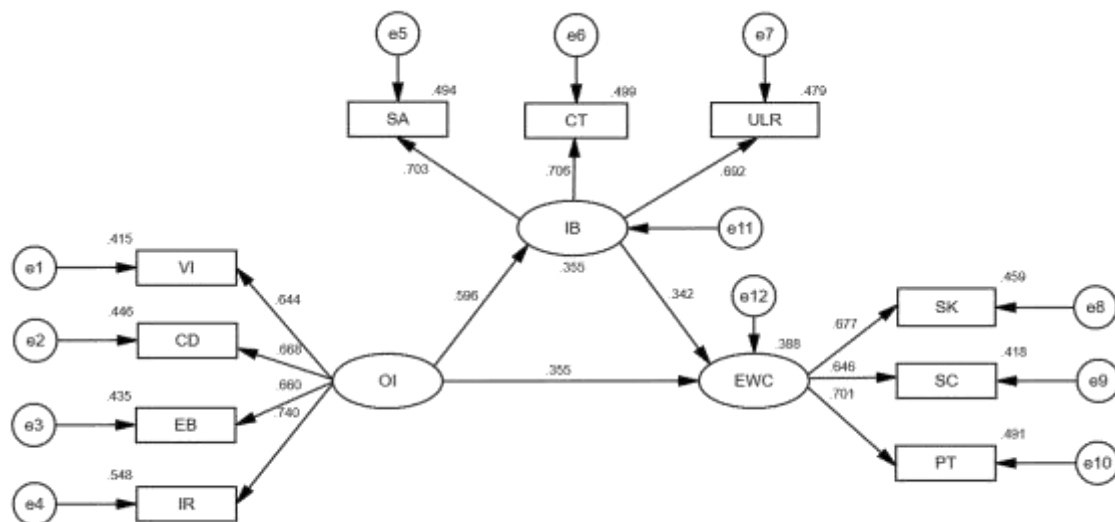 e5
e6
e7
.494
.499
.479
SA
CT
ULR
.703
.706
.692
IB
e11
.355
.415
e1
VI
.644
.596
.342
e12
.459
SK
e8
.446
e2
CD
.668
.388
.677
OI
.355
EWC
.646
.418
SC
e9
.435
.660
.701
e3
EB
.740
.491
PT
e10
.548
e4
IR